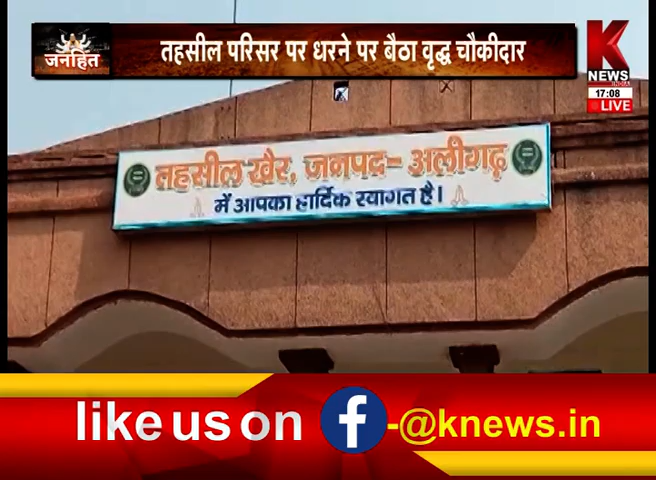 जनहित
तहसील परिसर पर धरने पर बैठा वृद्ध चौकीदार
K
NEWS
INDIA
17:08
LIVE
तहसील खैर, जनपद- अलीगढ़
में आपका हार्दिक स्वागत है।
like us on f -@knews.in